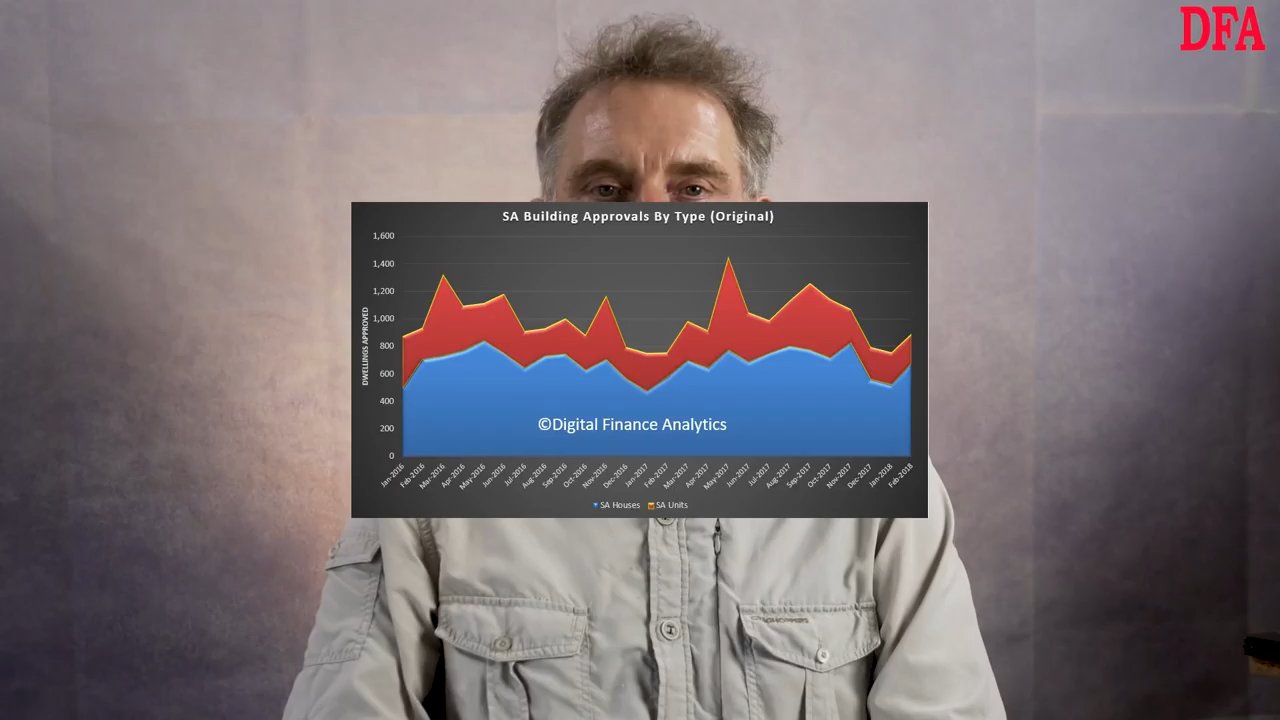 DFA
SA Building Approvals By Type (Original)
1,600
1,400
1,200
1,000
800
600
400
200
0
DWELLINGS APPROVED
©Digital Finance Analytics
Jan-2016 Feb-2016 Mar-2016 Apr-2016 May-2016 Jun-2016 Jul-2016 Aug-2016 Sep-2016 Oct-2016 Nov-2016 Dec-2016 Jan-2017 Feb-2017 Mar-2017 Apr-2017 May-2017 Jun-2017 Jul-2017 Aug-2017 Sep-2017 Oct-2017 Nov-2017 Dec-2017 Jan-2018 Feb-2018
SA Houses SA Units